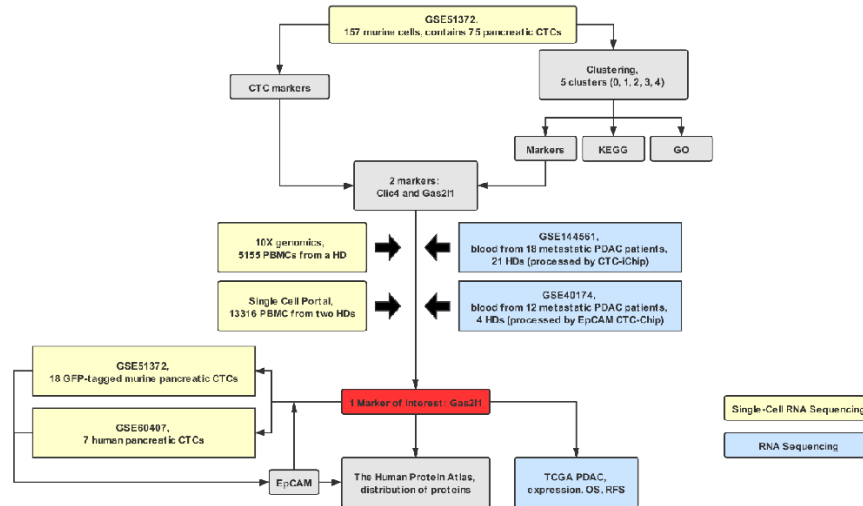 GSE51372,
157 murine cells, contains 75 pancreatic CTCs
CTC markers
Clustering,
5 clusters (0, 1, 2, 3, 4)
Markers
KEGG
GO
2 markers:
Clic4 and Gas2l1
10X genomics,
5155 PBMCs from a HD
GSE144561,
blood from 18 metastatic PDAC patients,
21 HDs (processed by CTC-iChip)
Single Cell Portal,
13316 PBMC from two HDs
GSE40174,
blood from 12 metastatic PDAC patients,
4 HDs (processed by EpCAM CTC-Chip)
GSE51372,
18 GFP-tagged murine pancreatic CTCs
1 Marker of Interest: Gas2l1
GSE60407,
7 human pancreatic CTCs
Single-Cell RNA Sequencing
RNA Sequencing
EpCAM
The Human Protein Atlas,
distribution of proteins
TCGA PDAC,
expression, OS, RFS